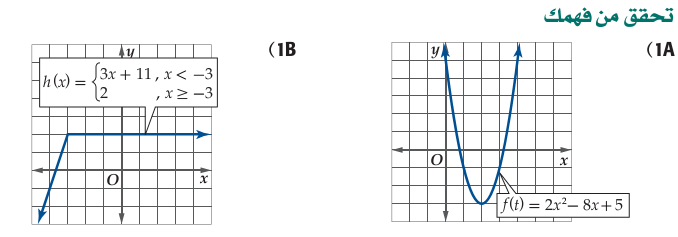 تحقق من فهمك
(1A
y
O
x
f(t) = 2x² − 8x + 5
(1B
y
h(x) = {3x + 11 , x < −3
2 , x ≥ −3
O
x